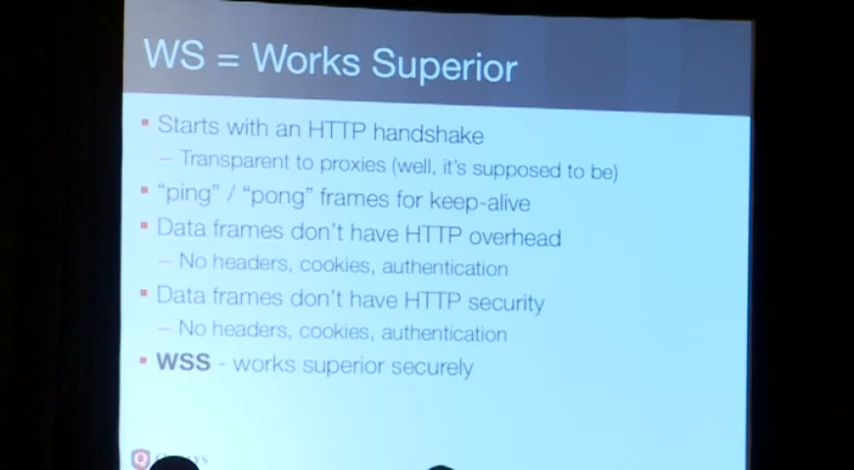 WS = Works Superior
▪ Starts with an HTTP handshake
– Transparent to proxies (well, it's supposed to be)
▪ “ping” / “pong” frames for keep-alive
▪ Data frames don't have HTTP overhead
– No headers, cookies, authentication
▪ Data frames don't have HTTP security
– No headers, cookies, authentication
▪ WSS - works superior securely